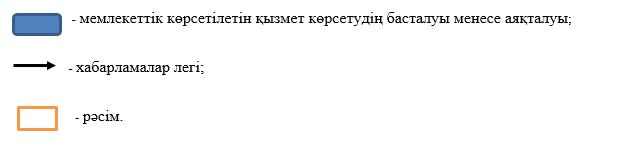 - мемлекеттік көрсетілетін қызмет көрсетудің басталуы менесе аяқталуы;
- хабарламалар легі;
- рәсім.